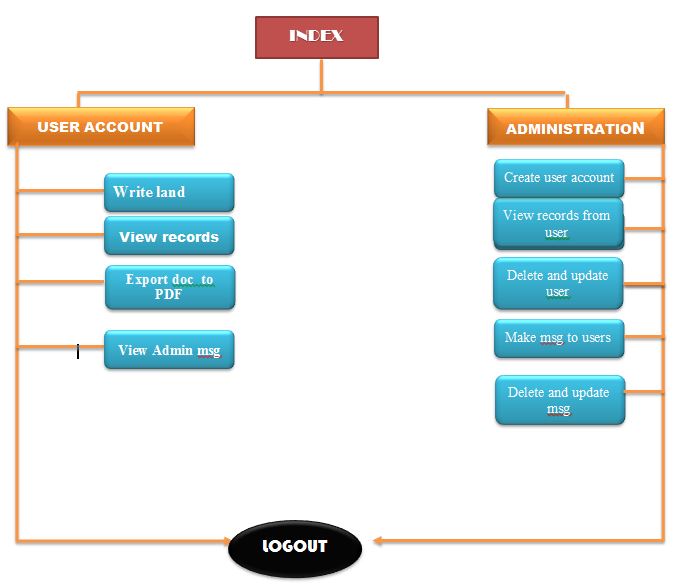 INDEX
USER ACCOUNT
Write land
View records
Export doc to
PDF
View Admin msg
ADMINISTRATION
Create user account
View records from
user
Delete and update
user
Make msg to users
Delete and update
msg
LOGOUT